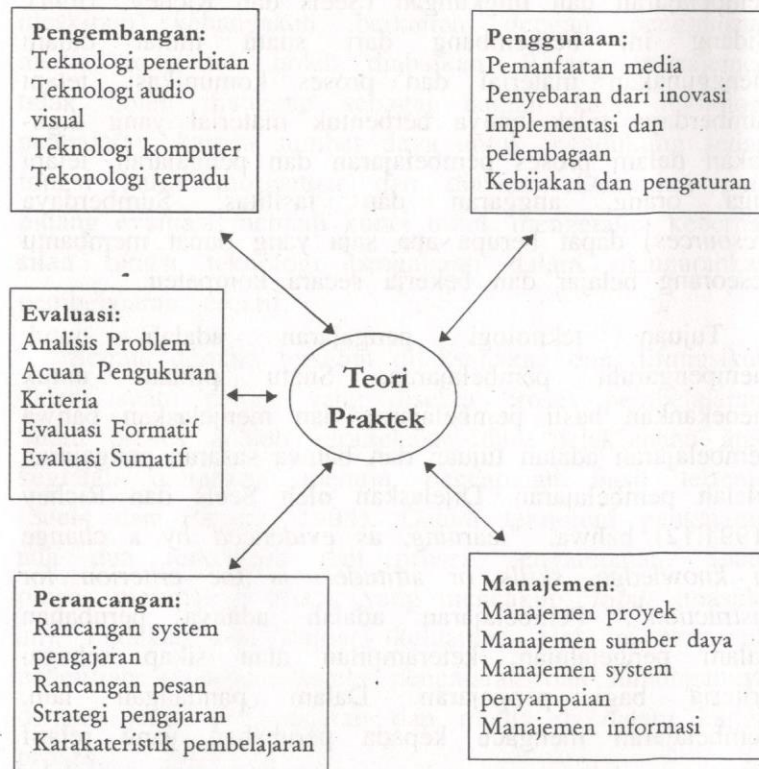 Pengembangan:
Teknologi penerbitan
Teknologi audio
visual
Teknologi komputer
Tekonologi terpadu
Penggunaan:
Pemanfaatan media
Penyebaran dari inovasi
Implementasi dan
pelembagaan
Kebijakan dan pengaturan
Evaluasi:
Analisis Problem
Acuan Pengukuran
Kriteria
Evaluasi Formatif
Evaluasi Sumatif
Teori
Praktek
Perancangan:
Rancangan system
pengajaran
Rancangan pesan
Strategi pengajaran
Karakateristik pembelajaran
Manajemen:
Manajemen proyek
Manajemen sumber daya
Manajemen system
penyampaian
Manajemen informasi